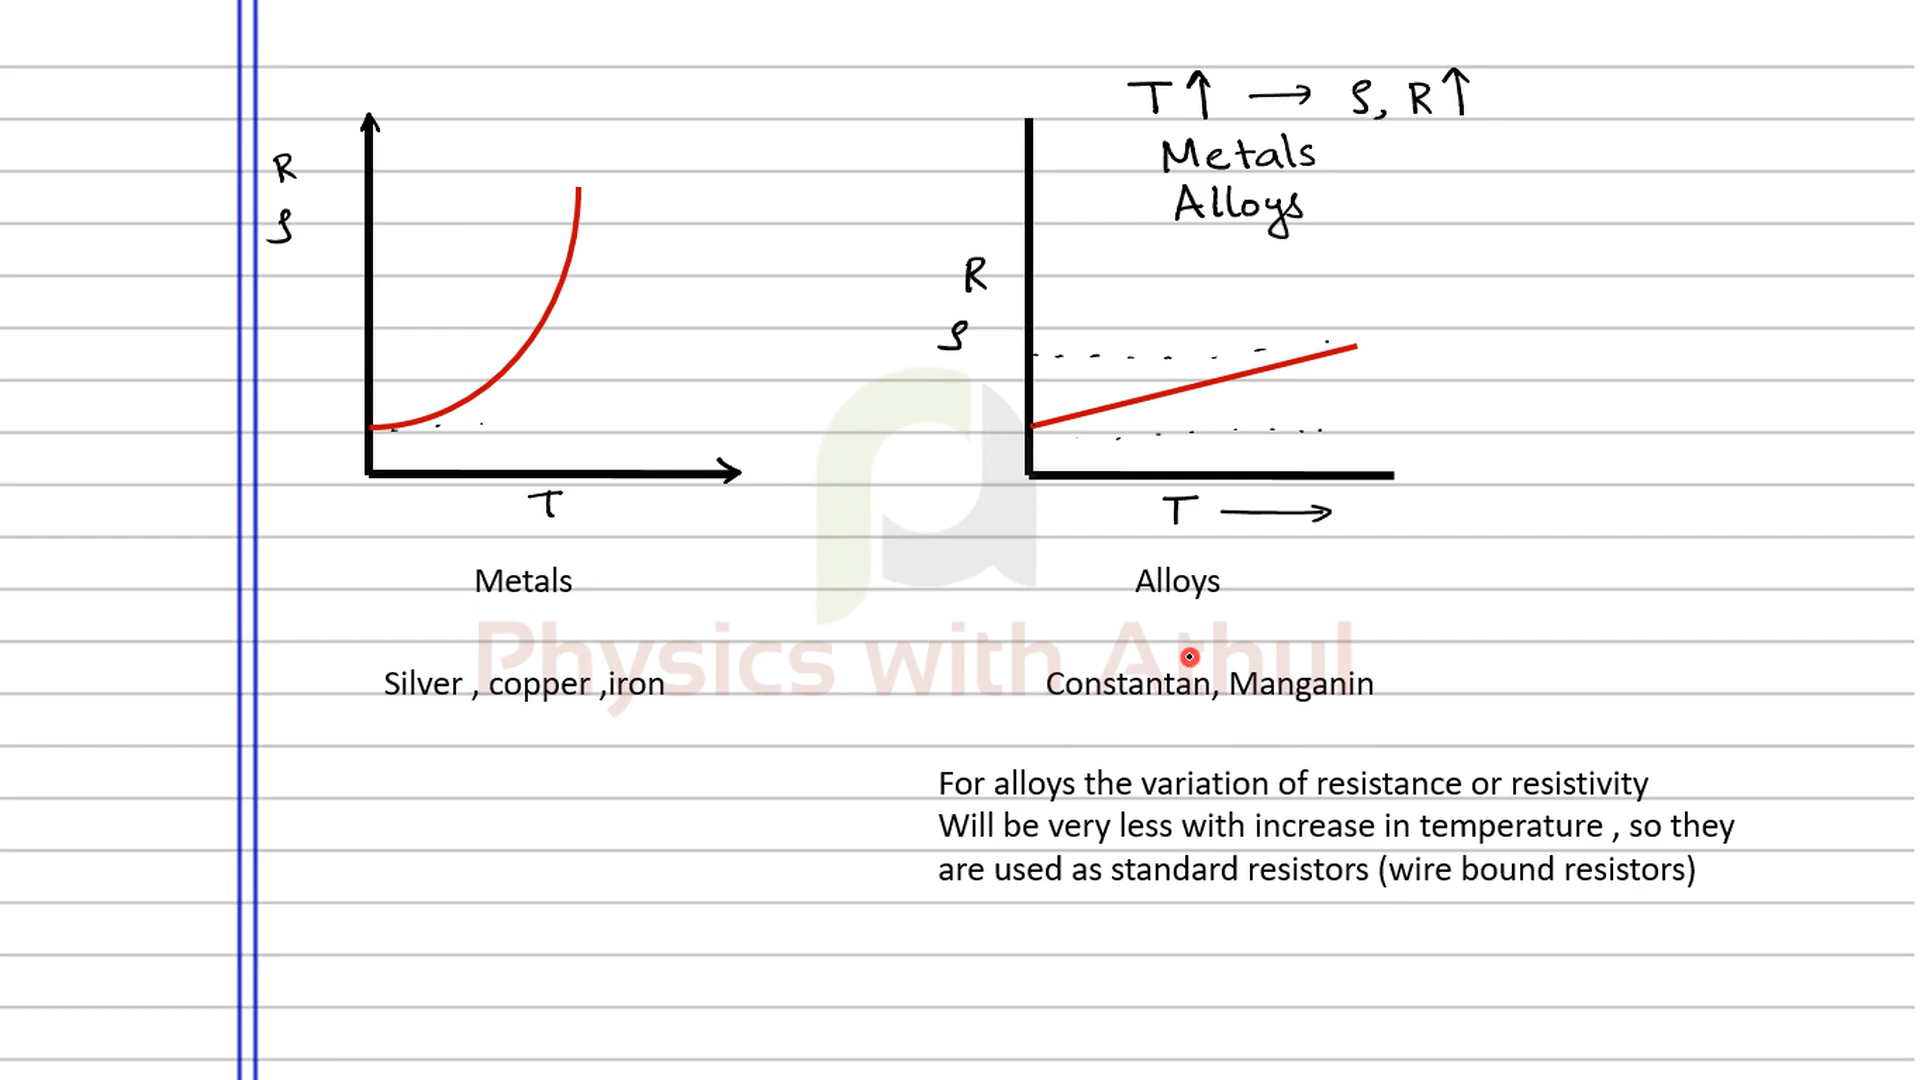 T↑ → ρ, R↑
Metals
Alloys
R
ρ
R
ρ
T
T →
Metals
Alloys
Physics with Athul
Silver , copper ,iron
Constantan, Manganin
For alloys the variation of resistance or resistivity
Will be very less with increase in temperature , so they
are used as standard resistors (wire bound resistors)